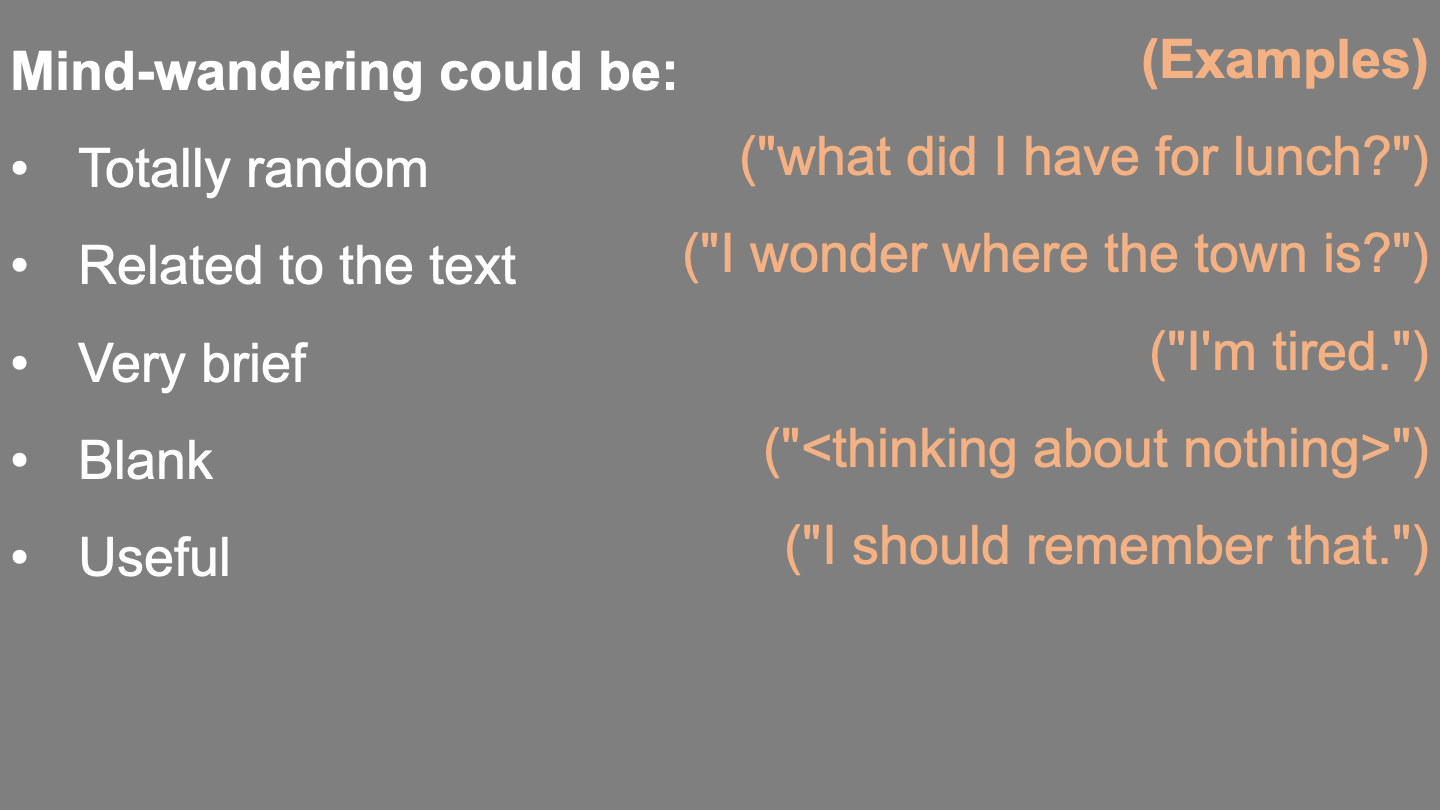 Mind-wandering could be: (Examples)
• Totally random ("what did I have for lunch?")
• Related to the text ("I wonder where the town is?")
• Very brief ("I'm tired.")
• Blank ("<thinking about nothing>")
• Useful ("I should remember that.")